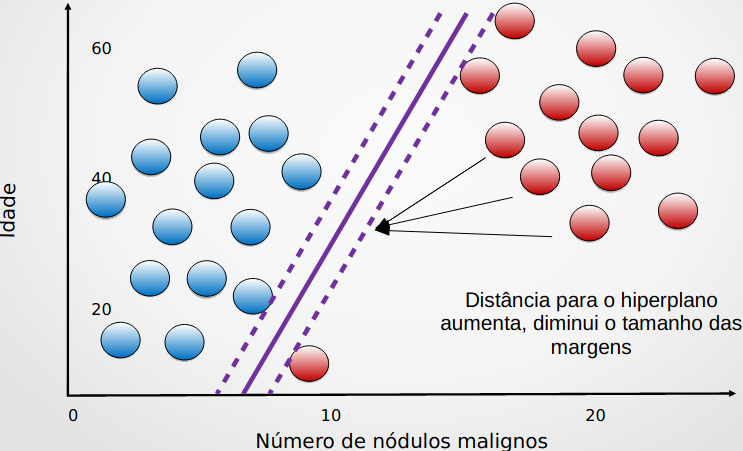 60
40
20
Idade
Distância para o hiperplano
aumenta, diminui o tamanho das
margens
0 10 20
Número de nódulos malignos